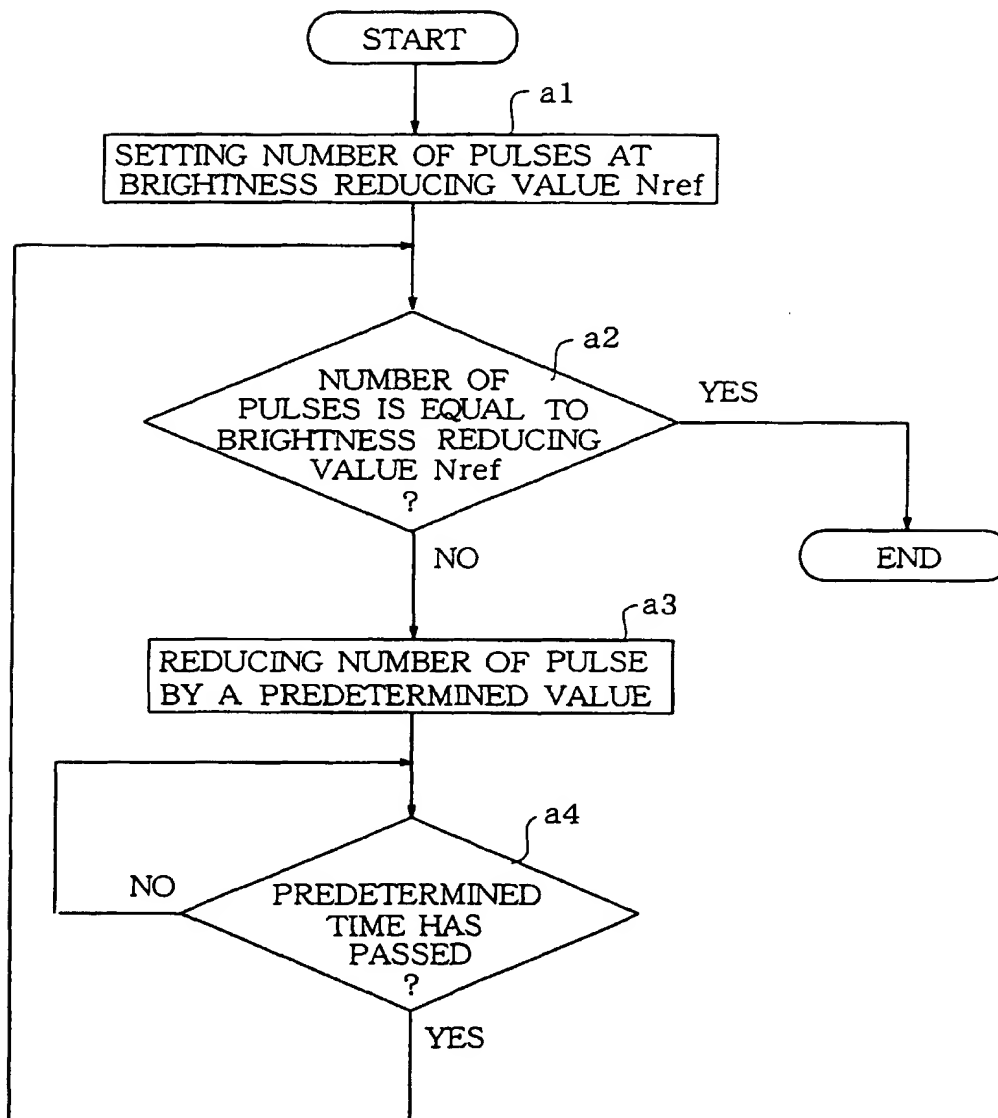 START
a1
SETTING NUMBER OF PULSES AT
BRIGHTNESS REDUCING VALUE Nref
a2
NUMBER OF
PULSES IS EQUAL TO
BRIGHTNESS REDUCING
VALUE Nref
?
YES
NO
END
a3
REDUCING NUMBER OF PULSE
BY A PREDETERMINED VALUE
a4
NO
PREDETERMINED
TIME HAS
PASSED
?
YES